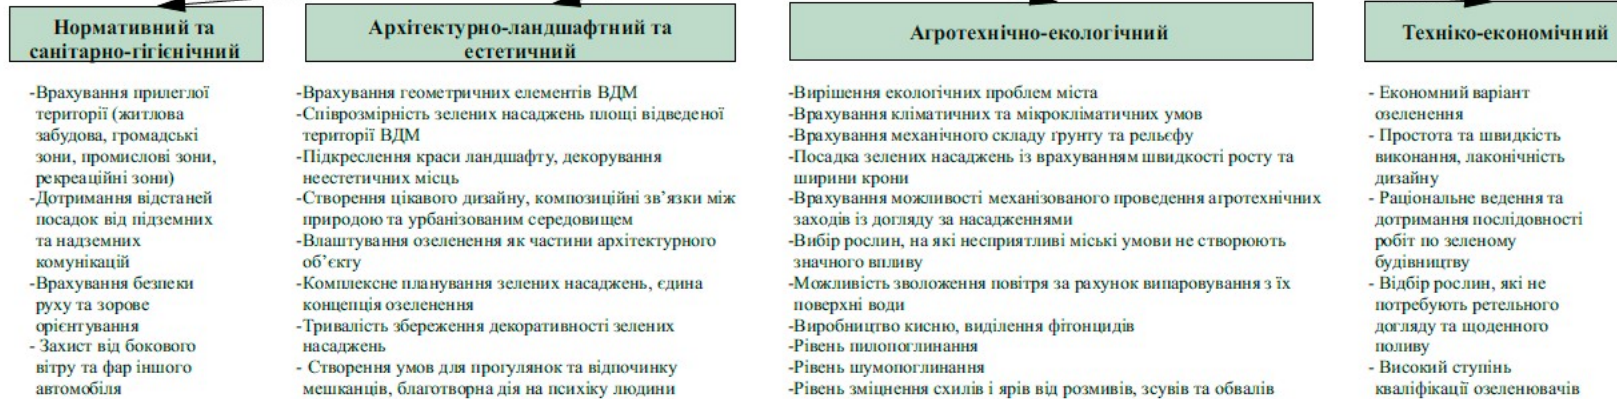 Нормативний та
санітарно-гігієнічний
-Врахування прилеглої
території (житлова
забудова, громадські
зони, промислові зони,
рекреаційні зони)
-Дотримання відстаней
посадок від підземних
та надземних
комунікацій
-Врахування безпеки
руху та зорове
орієнтування
- Захист від бокового
вітру та фар іншого
автомобіля
Архітектурно-ландшафтний та
естетичний
-Врахування геометричних елементів ВДМ
-Співрозмірність зелених насаджень площі відведеної
території ВДМ
-Підкреслення краси ландшафту, декорування
неестетичних місць
-Створення цікавого дизайну, композиційні зв’язки між
природою та урбанізованим середовищем
-Влаштування озеленення як частини архітектурного
об’єкту
-Комплексне планування зелених насаджень, єдина
концепція озеленення
-Тривалість збереження декоративності зелених
насаджень
- Створення умов для прогулянок та відпочинку
мешканців, благотворна дія на психіку людини
Агротехнічно-екологічний
-Вирішення екологічних проблем міста
-Врахування кліматичних та мікрокліматичних умов
-Врахування механічного складу ґрунту та рельєфу
-Посадка зелених насаджень із врахуванням швидкості росту та
ширини крони
-Врахування можливості механізованого проведення агротехнічних
заходів із догляду за насадженнями
-Вибір рослин, на які несприятливі міські умови не створюють
значного впливу
-Можливість зволоження повітря за рахунок випаровування з їх
поверхні води
-Виробництво кисню, виділення фітонцидів
-Рівень пилопоглинання
-Рівень шумопоглинання
-Рівень зміцнення схилів і ярів від розмивів, зсувів та обвалів
Техніко-економічний
- Економний варіант
озеленення
- Простота та швидкість
виконання, лаконічність
дизайну
- Раціональне ведення та
дотримання послідовності
робіт по зеленому
будівництву
- Відбір рослин, які не
потребують ретельного
догляду та щоденного
поливу
- Високий ступінь
кваліфікації озеленювачів